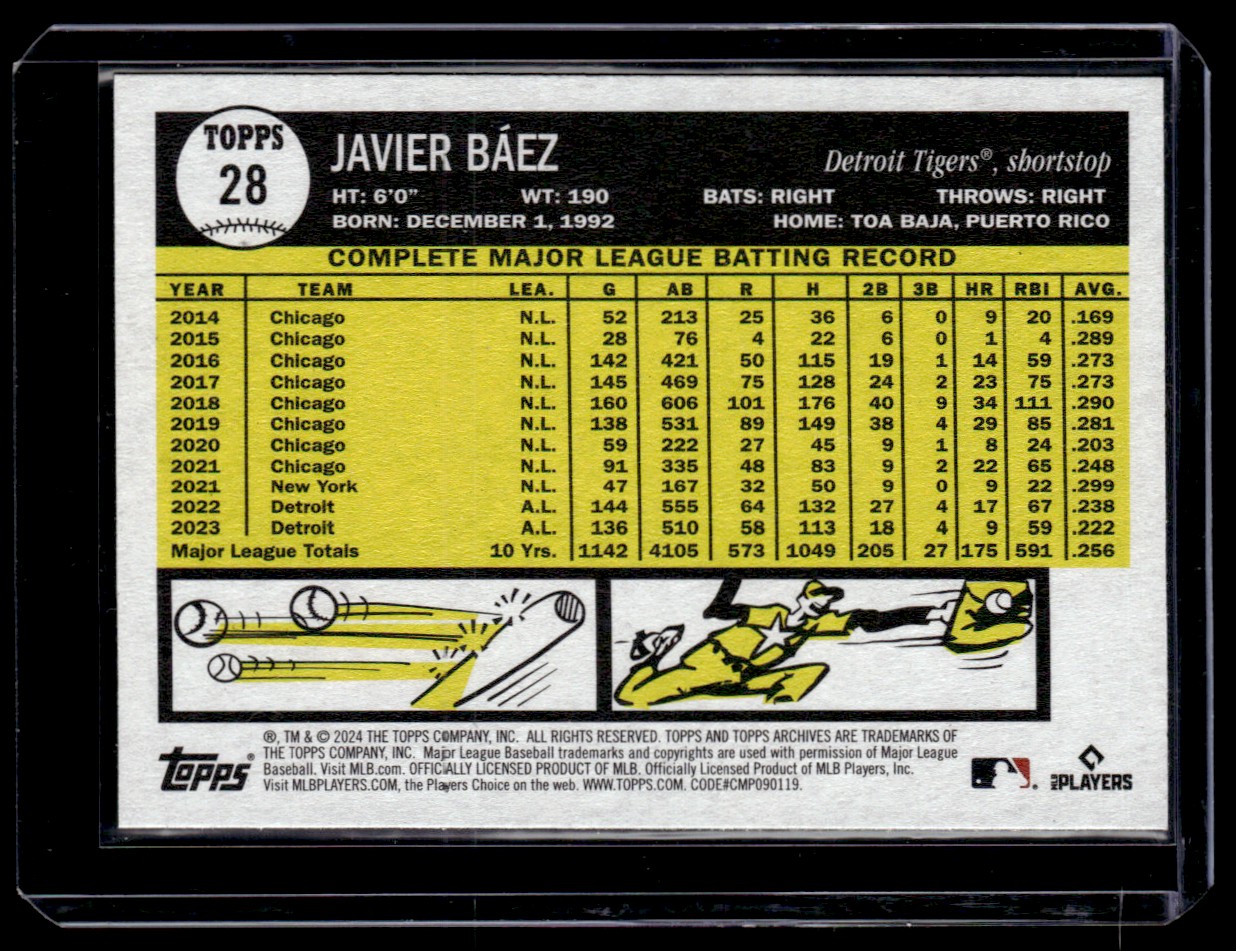 TOPPS
28
JAVIER BÁEZ
Detroit Tigers®, shortstop
HT: 6'0" WT: 190 BATS: RIGHT THROWS: RIGHT
BORN: DECEMBER 1, 1992 HOME: TOA BAJA, PUERTO RICO
COMPLETE MAJOR LEAGUE BATTING RECORD
YEAR TEAM LEA. G AB R H 2B 3B HR RBI AVG.
2014 Chicago N.L. 52 213 25 36 6 0 9 20 .169
2015 Chicago N.L. 28 76 4 22 6 0 1 4 .289
2016 Chicago N.L. 142 421 50 115 19 1 14 59 .273
2017 Chicago N.L. 145 469 75 128 24 2 23 75 .273
2018 Chicago N.L. 160 606 101 176 40 9 34 111 .290
2019 Chicago N.L. 138 531 89 149 38 4 29 85 .281
2020 Chicago N.L. 59 222 27 45 9 1 8 24 .203
2021 Chicago N.L. 91 335 48 83 9 2 22 65 .248
2021 New York N.L. 47 167 32 50 9 0 9 22 .299
2022 Detroit A.L. 144 555 64 132 27 4 17 67 .238
2023 Detroit A.L. 136 510 58 113 18 4 9 59 .222
Major League Totals 10 Yrs. 1142 4105 573 1049 205 27 175 591 .256
®, TM & © 2024 THE TOPPS COMPANY, INC. ALL RIGHTS RESERVED. TOPPS AND TOPPS ARCHIVES ARE TRADEMARKS OF
THE TOPPS COMPANY, INC. Major League Baseball trademarks and copyrights are used with permission of Major League
Baseball. Visit MLB.com. OFFICIALLY LICENSED PRODUCT OF MLB. Officially Licensed Product of MLB Players, Inc.
Visit MLBPLAYERS.COM, the Players Choice on the web. WWW.TOPPS.COM. CODE#CMP090119.
topps®
MLB PLAYERS